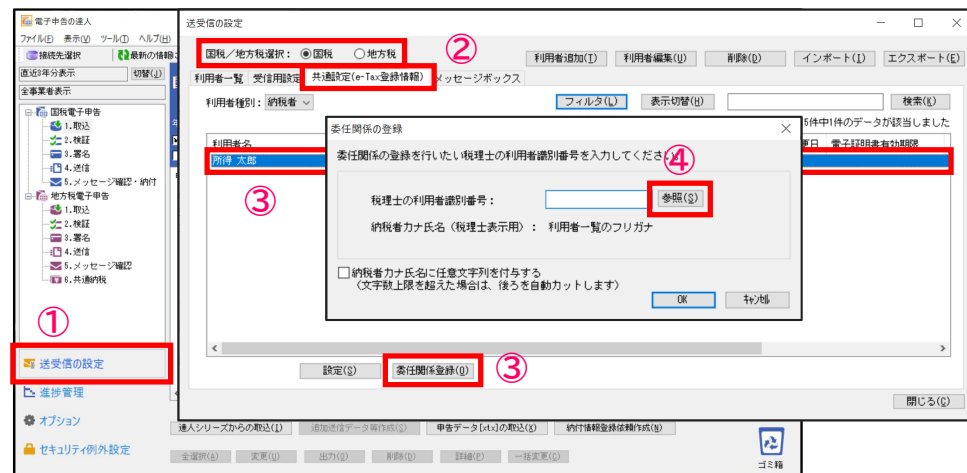 電子申告の達人
ファイル(F) 表示(V) ツール(T) ヘルプ(H)
接続先選択 最新の情報
直近3年分表示 切替(J)
全事業者表示
国税電子申告
1.取込
2.検証
3.署名
4.送信
5.メッセージ確認・納付
地方税電子申告
1.取込
2.検証
3.署名
4.送信
5.メッセージ確認
6.共通納税
①
送受信の設定
進捗管理
オプション
セキュリティ例外設定
送受信の設定
国税/地方税選択: 国税 地方税
②
利用者追加(I) 利用者編集(U) 削除(D) インポート(I) エクスポート(E)
利用者一覧 受信用設定 共通設定(e-Tax登録情報) メッセージボックス
利用者種別: 納税者 フィルタ(L) 表示切替(H) 検索(K)
5件中1件のデータが該当しました
利用者名 更日 電子証明書有効期限
所得 太郎
③
委任関係の登録
委任関係の登録を行いたい税理士の利用者識別番号を入力してください
④
税理士の利用者識別番号: 参照(S)
納税者カナ氏名(税理士表示用): 利用者一覧のフリガナ
納税者カナ氏名に任意文字列を付与する
(文字数上限を超えた場合は、後ろを自動カットします)
OK キャンセル
設定(S) 委任関係登録(O)
③
閉じる(C)
達人シリーズからの取込(I) 追加送信データ等作成(S) 申告データ[xtx]の取込(X) 納付情報登録依頼作成(N)
全選択(A) 変更(U) 出力(O) 削除(D) 詳細(P) 一括変更(C)
ゴミ箱